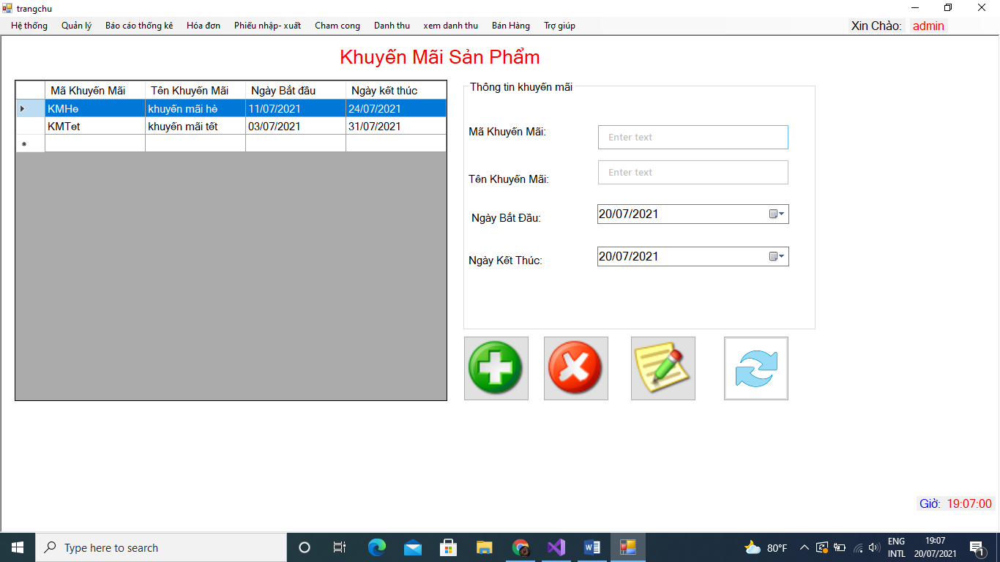 trangchu
Hệ thống Quản lý Báo cáo thống kê Hóa đơn Phiếu nhập- xuất Cham cong Danh thu xem danh thu Bán Hàng Trợ giúp Xin Chào: admin
Khuyến Mãi Sản Phẩm
Mã Khuyến Mãi Tên Khuyến Mãi Ngày Bắt đầu Ngày kết thúc
KMHe khuyến mãi hè 11/07/2021 24/07/2021
KMTet khuyến mãi tết 03/07/2021 31/07/2021
Thông tin khuyến mãi
Mã Khuyến Mãi: Enter text
Tên Khuyến Mãi: Enter text
Ngày Bắt Đầu: 20/07/2021
Ngày Kết Thúc: 20/07/2021
Giờ: 19:07:00
Type here to search
80°F
ENG
INTL
19:07
20/07/2021
1